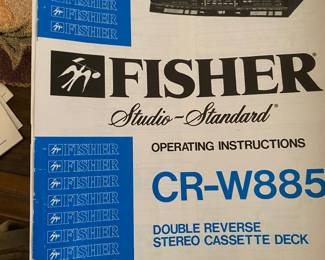 FISHER
FISHER
FISHER
FISHER®
Studio-Standard®
OPERATING INSTRUCTIONS
CR-W885
DOUBLE REVERSE
STEREO CASSETTE DECK
FISHER
FISHER
FISHER
FISHER
FISHER
FISHER
FISHER